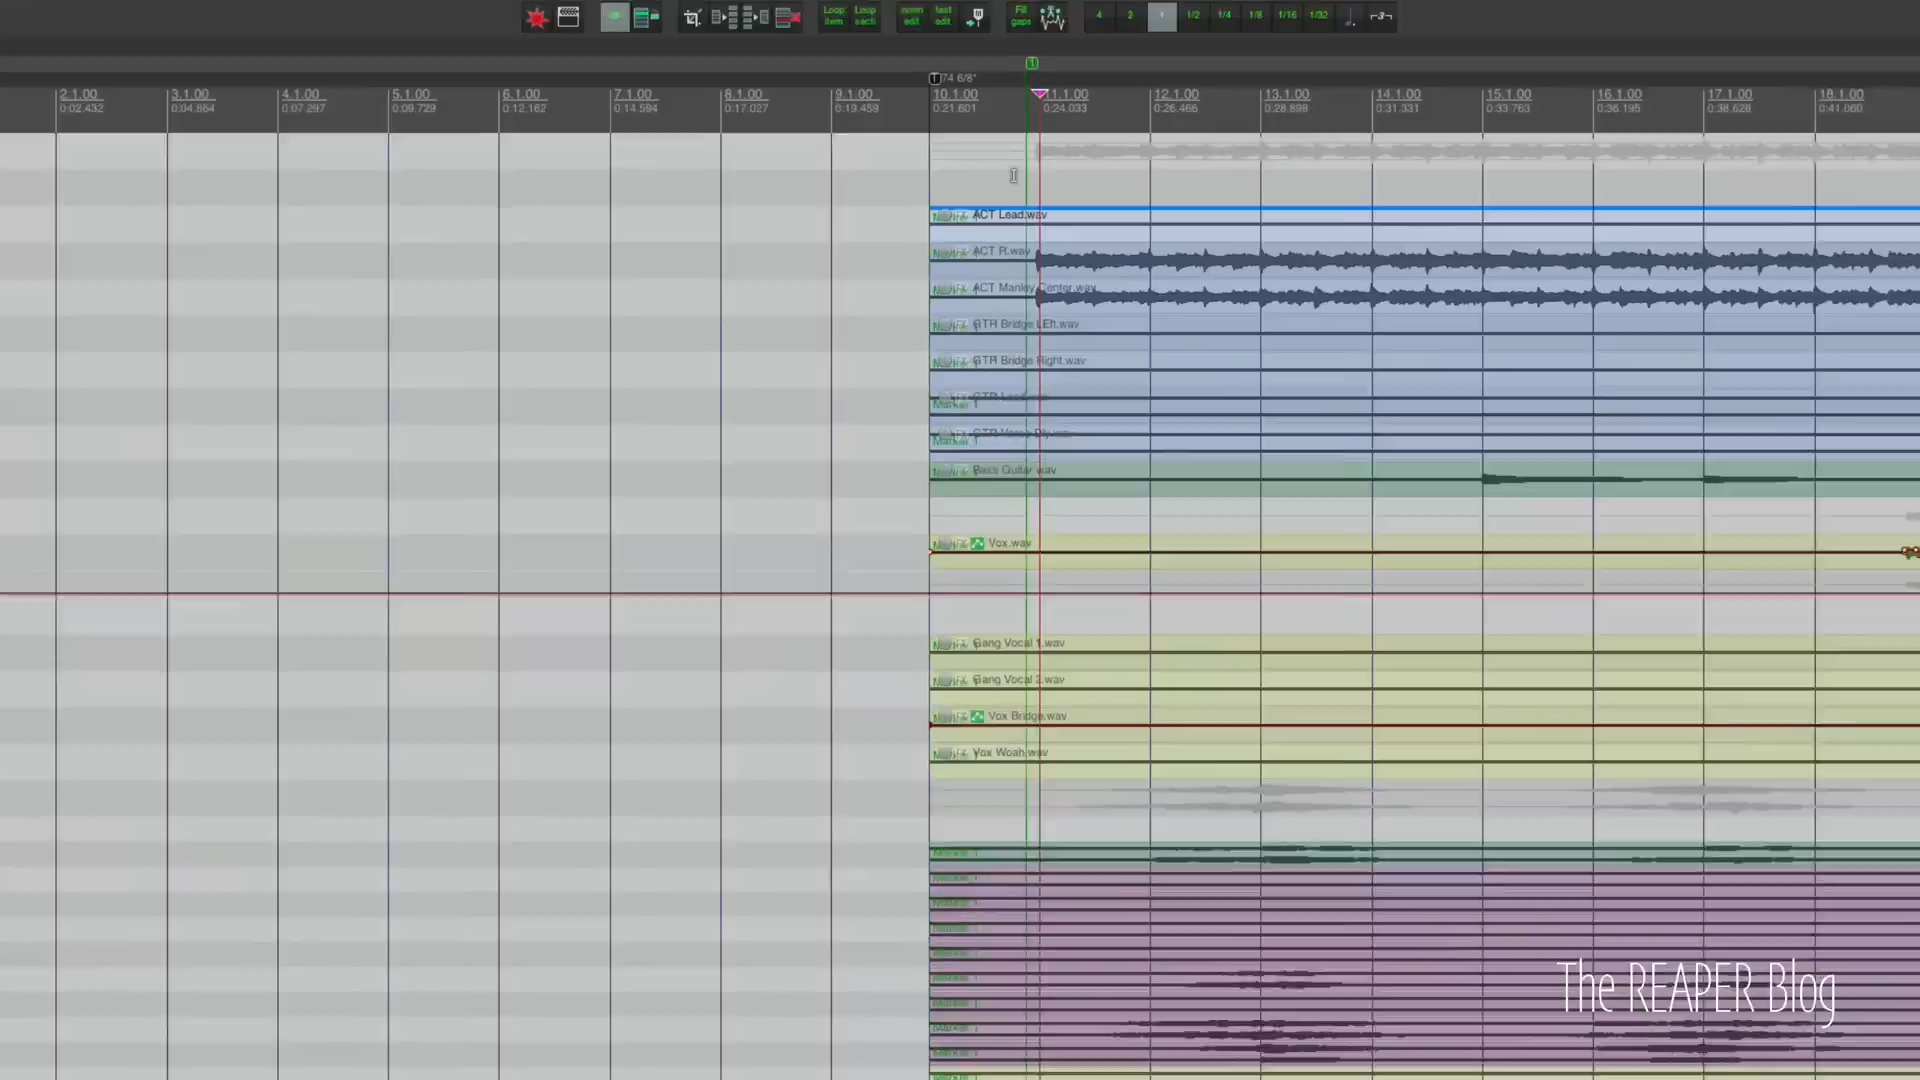 Loop item
Loop secti
norm edit
fast edit
Fill gaps
4 2 1 1/2 1/4 1/8 1/16 1/32
1
T 74 6/8*
2.1.00 3.1.00 4.1.00 5.1.00 6.1.00 7.1.00 8.1.00 9.1.00 10.1.00 11.1.00 12.1.00 13.1.00 14.1.00 15.1.00 16.1.00 17.1.00 18.1.00
0:02.432 0:04.864 0:07.297 0:09.729 0:12.162 0:14.594 0:17.027 0:19.459 0:21.601 0:24.033 0:26.466 0:28.898 0:31.331 0:33.763 0:36.195 0:38.628 0:41.060
ACT Lead.wav
ACT R.wav
ACT Manley Center.wav
GTR Bridge LEft.wav
GTR Bridge Right.wav
Marker 1
Marker 1
Bass Guitar.wav
Vox.wav
Gang Vocal 1.wav
Gang Vocal 2.wav
Vox Bridge.wav
Vox Woah.wav
The REAPER Blog